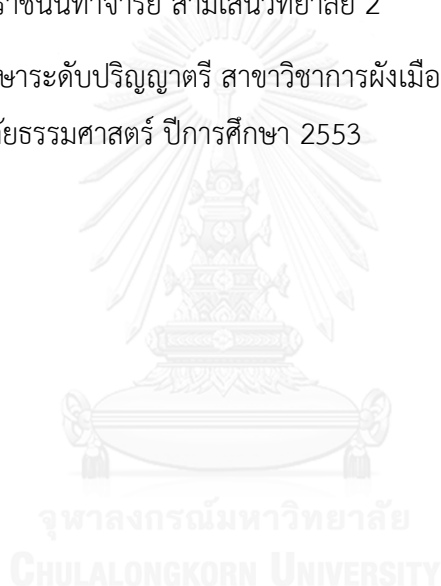 ราชนันทาจารย์ สามเสนวิทยาลัย 2
ษาระดับปริญญาตรี สาขาวิชาการผังเมือ
ัยธรรมศาสตร์ ปีการศึกษา 2553
จุฬาลงกรณ์มหาวิทยาลัย
CHULALONGKORN UNIVERSITY